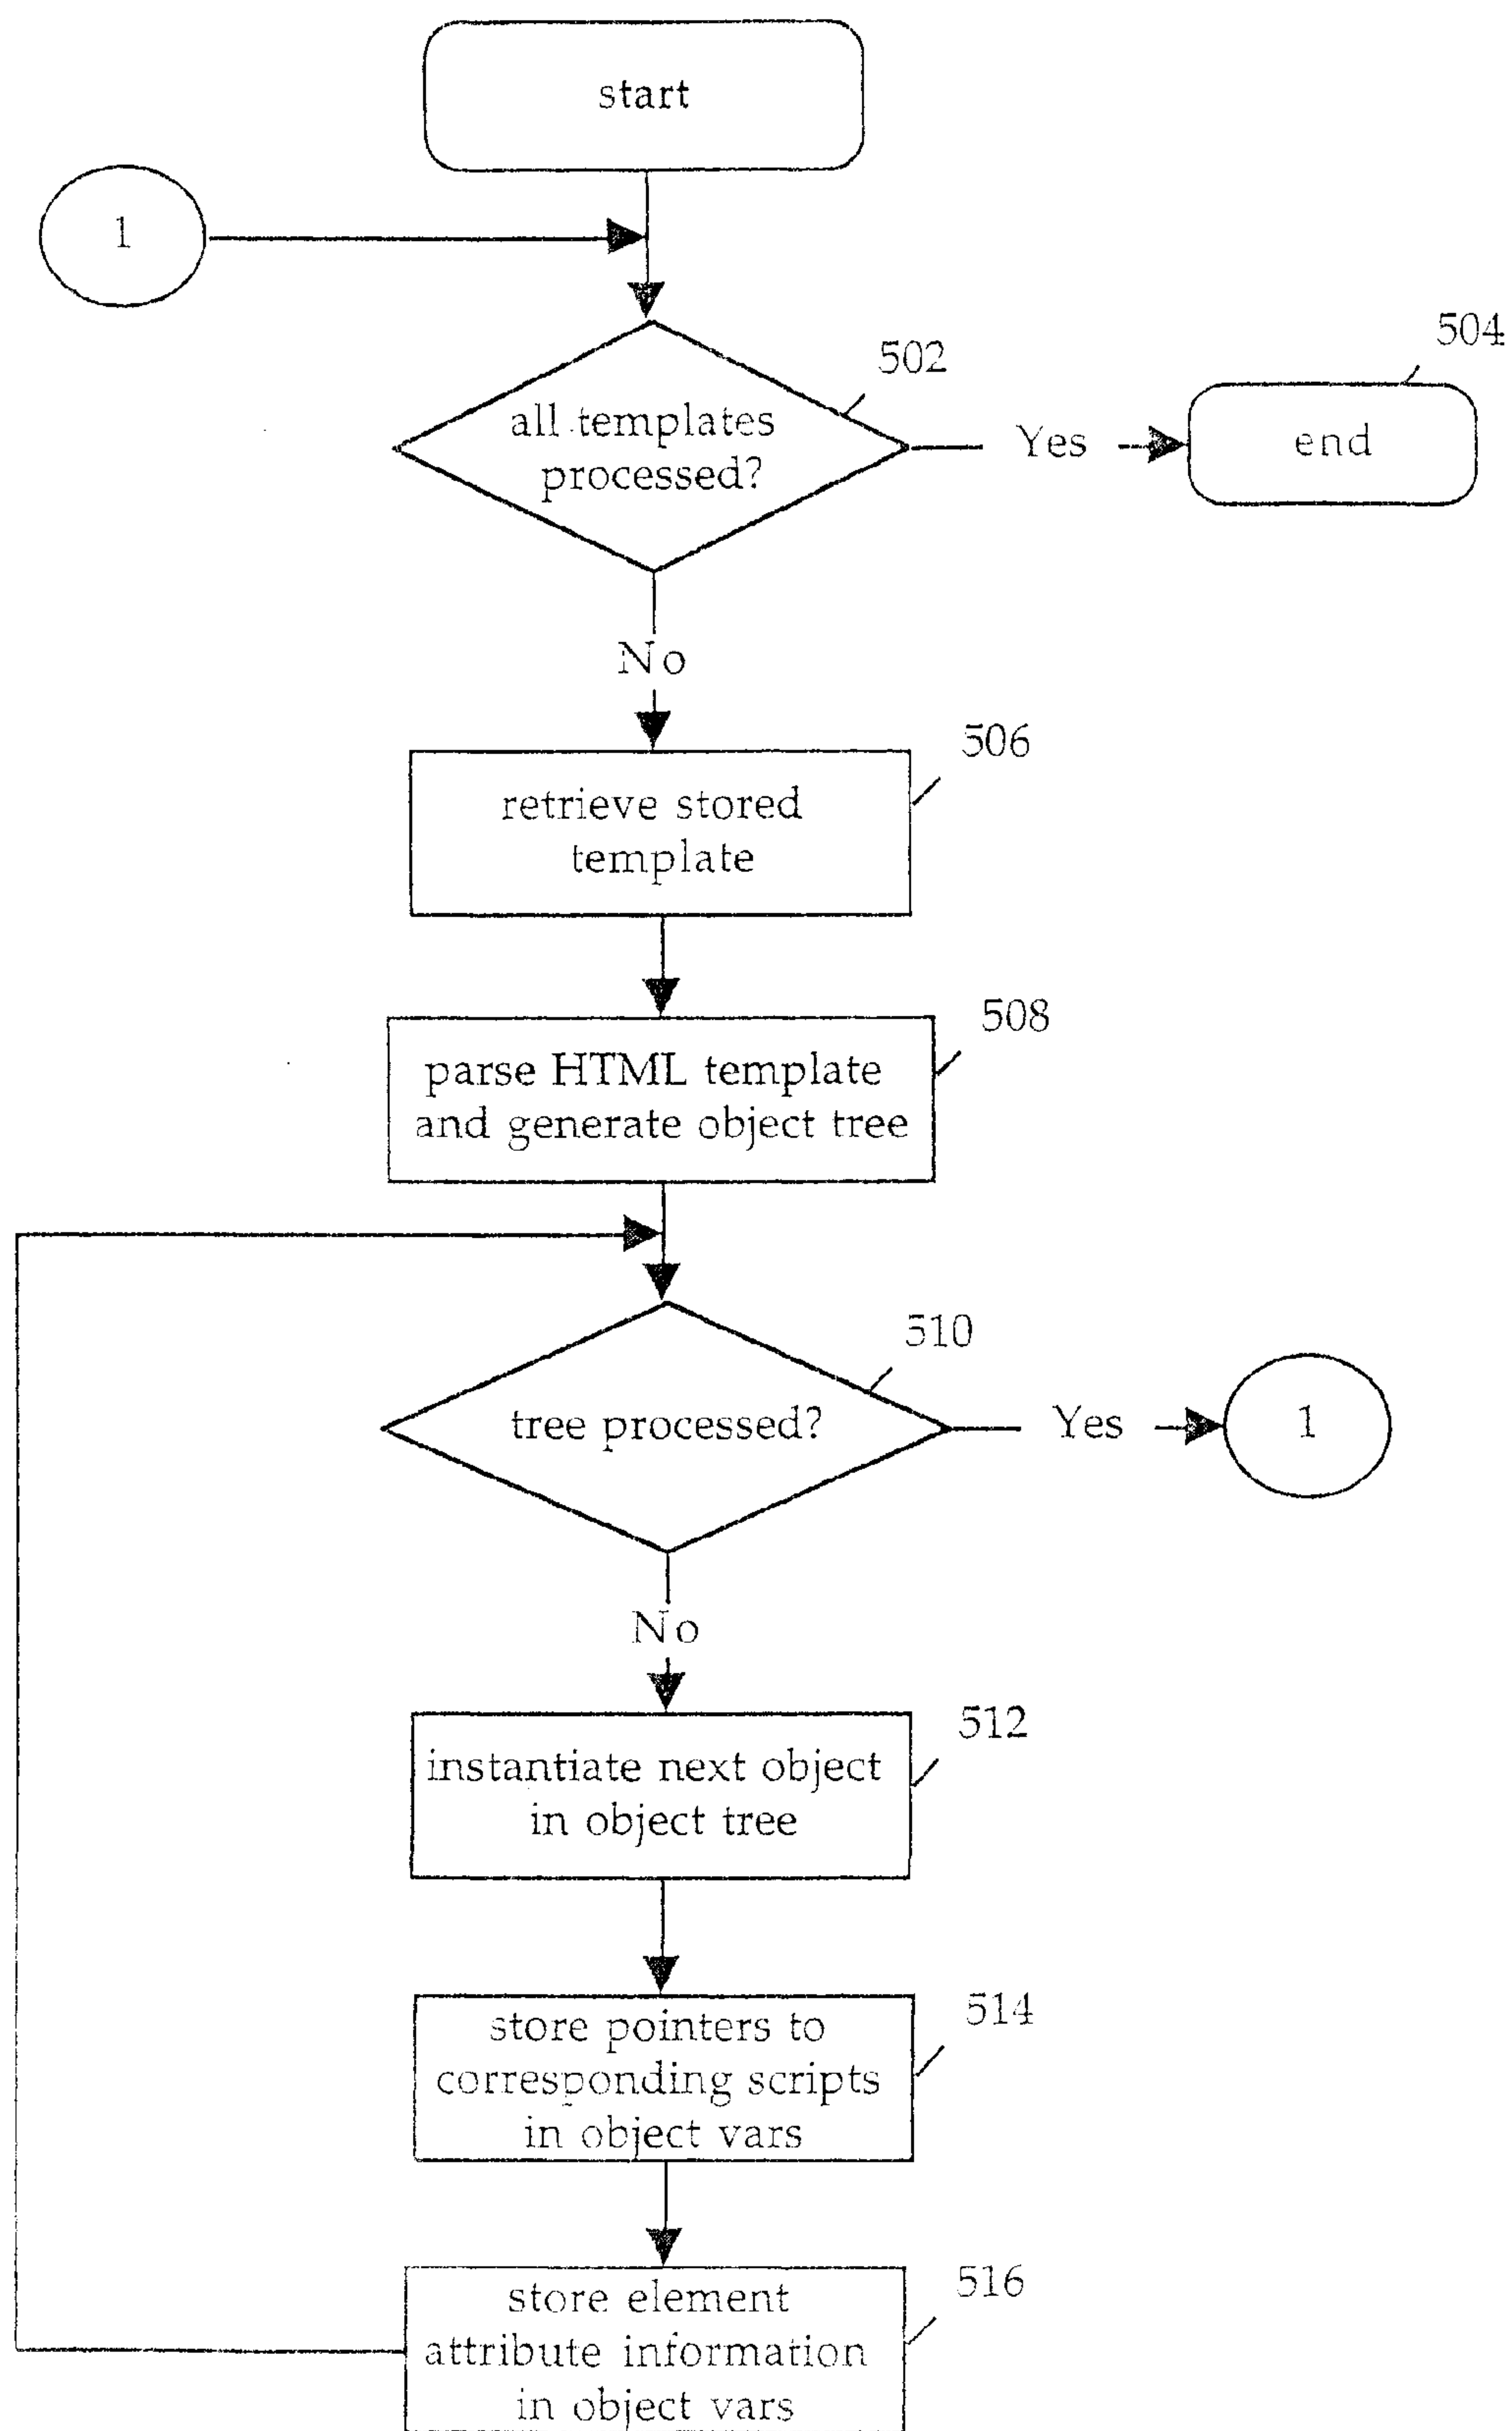 start
1
502
504
all templates
processed?
Yes
end
No
506
retrieve stored
template
508
parse HTML template
and generate object tree
510
tree processed?
Yes
1
No
512
instantiate next object
in object tree
514
store pointers to
corresponding scripts
in object vars
516
store element
attribute information
in object vars